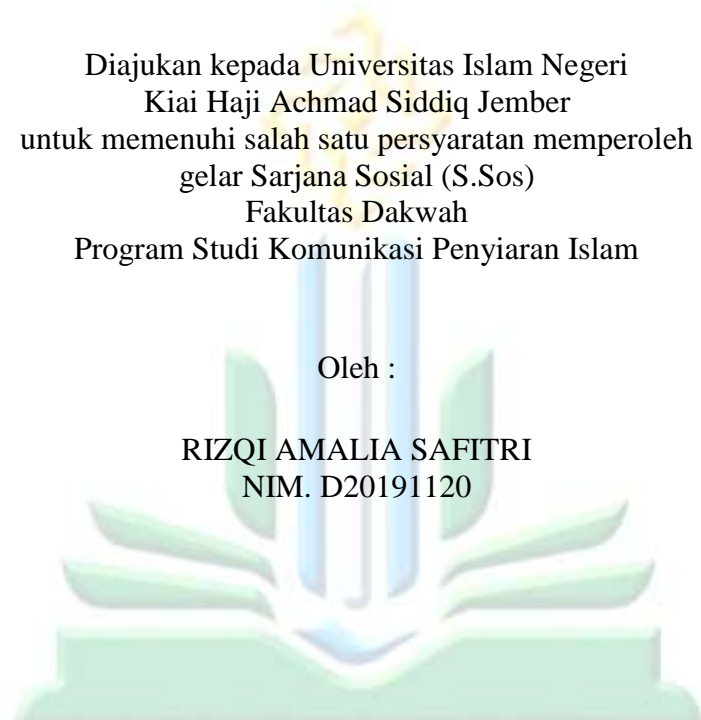 Diajukan kepada Universitas Islam Negeri
Kiai Haji Achmad Siddiq Jember
untuk memenuhi salah satu persyaratan memperoleh
gelar Sarjana Sosial (S.Sos)
Fakultas Dakwah
Program Studi Komunikasi Penyiaran Islam
Oleh :
RIZQI AMALIA SAFITRI
NIM. D20191120